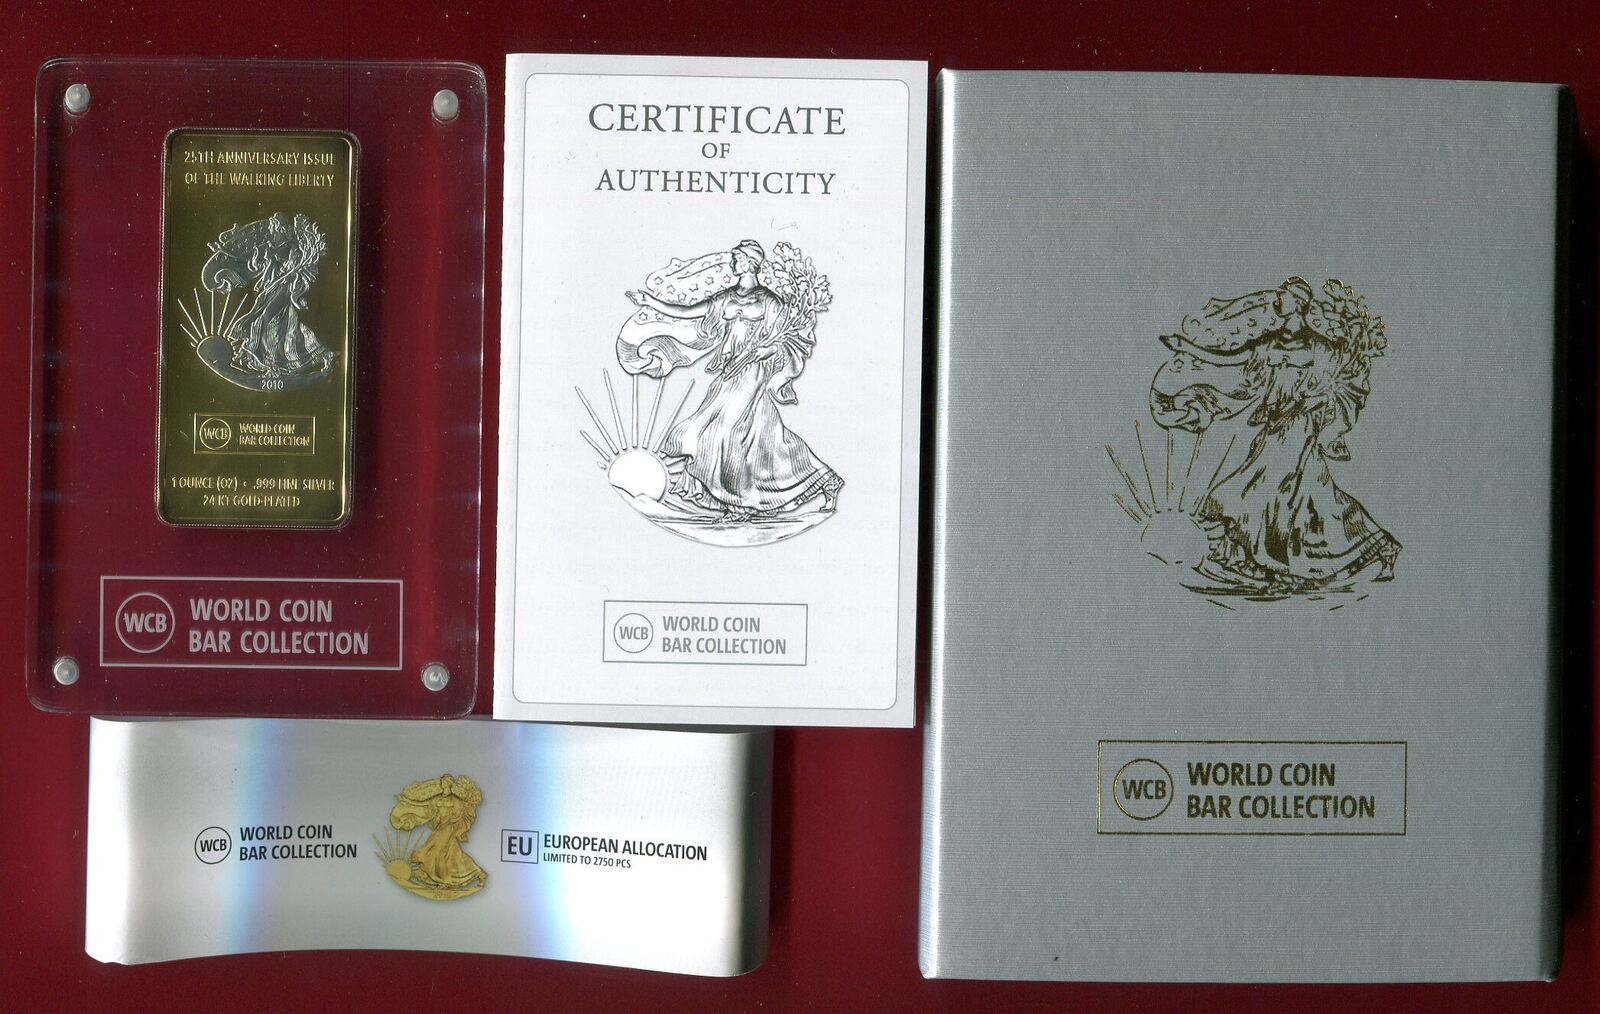 25TH ANNIVERSARY ISSUE
OF THE WALKING LIBERTY
2010
WCB
WORLD COIN
BAR COLLECTION
1 OUNCE (OZ) • .999 FINE SILVER
24 KT GOLD-PLATED
WCB
WORLD COIN
BAR COLLECTION
CERTIFICATE
OF
AUTHENTICITY
WCB
WORLD COIN
BAR COLLECTION
WCB
WORLD COIN
BAR COLLECTION
EU
EUROPEAN ALLOCATION
LIMITED TO 2750 PCS
WCB
WORLD COIN
BAR COLLECTION